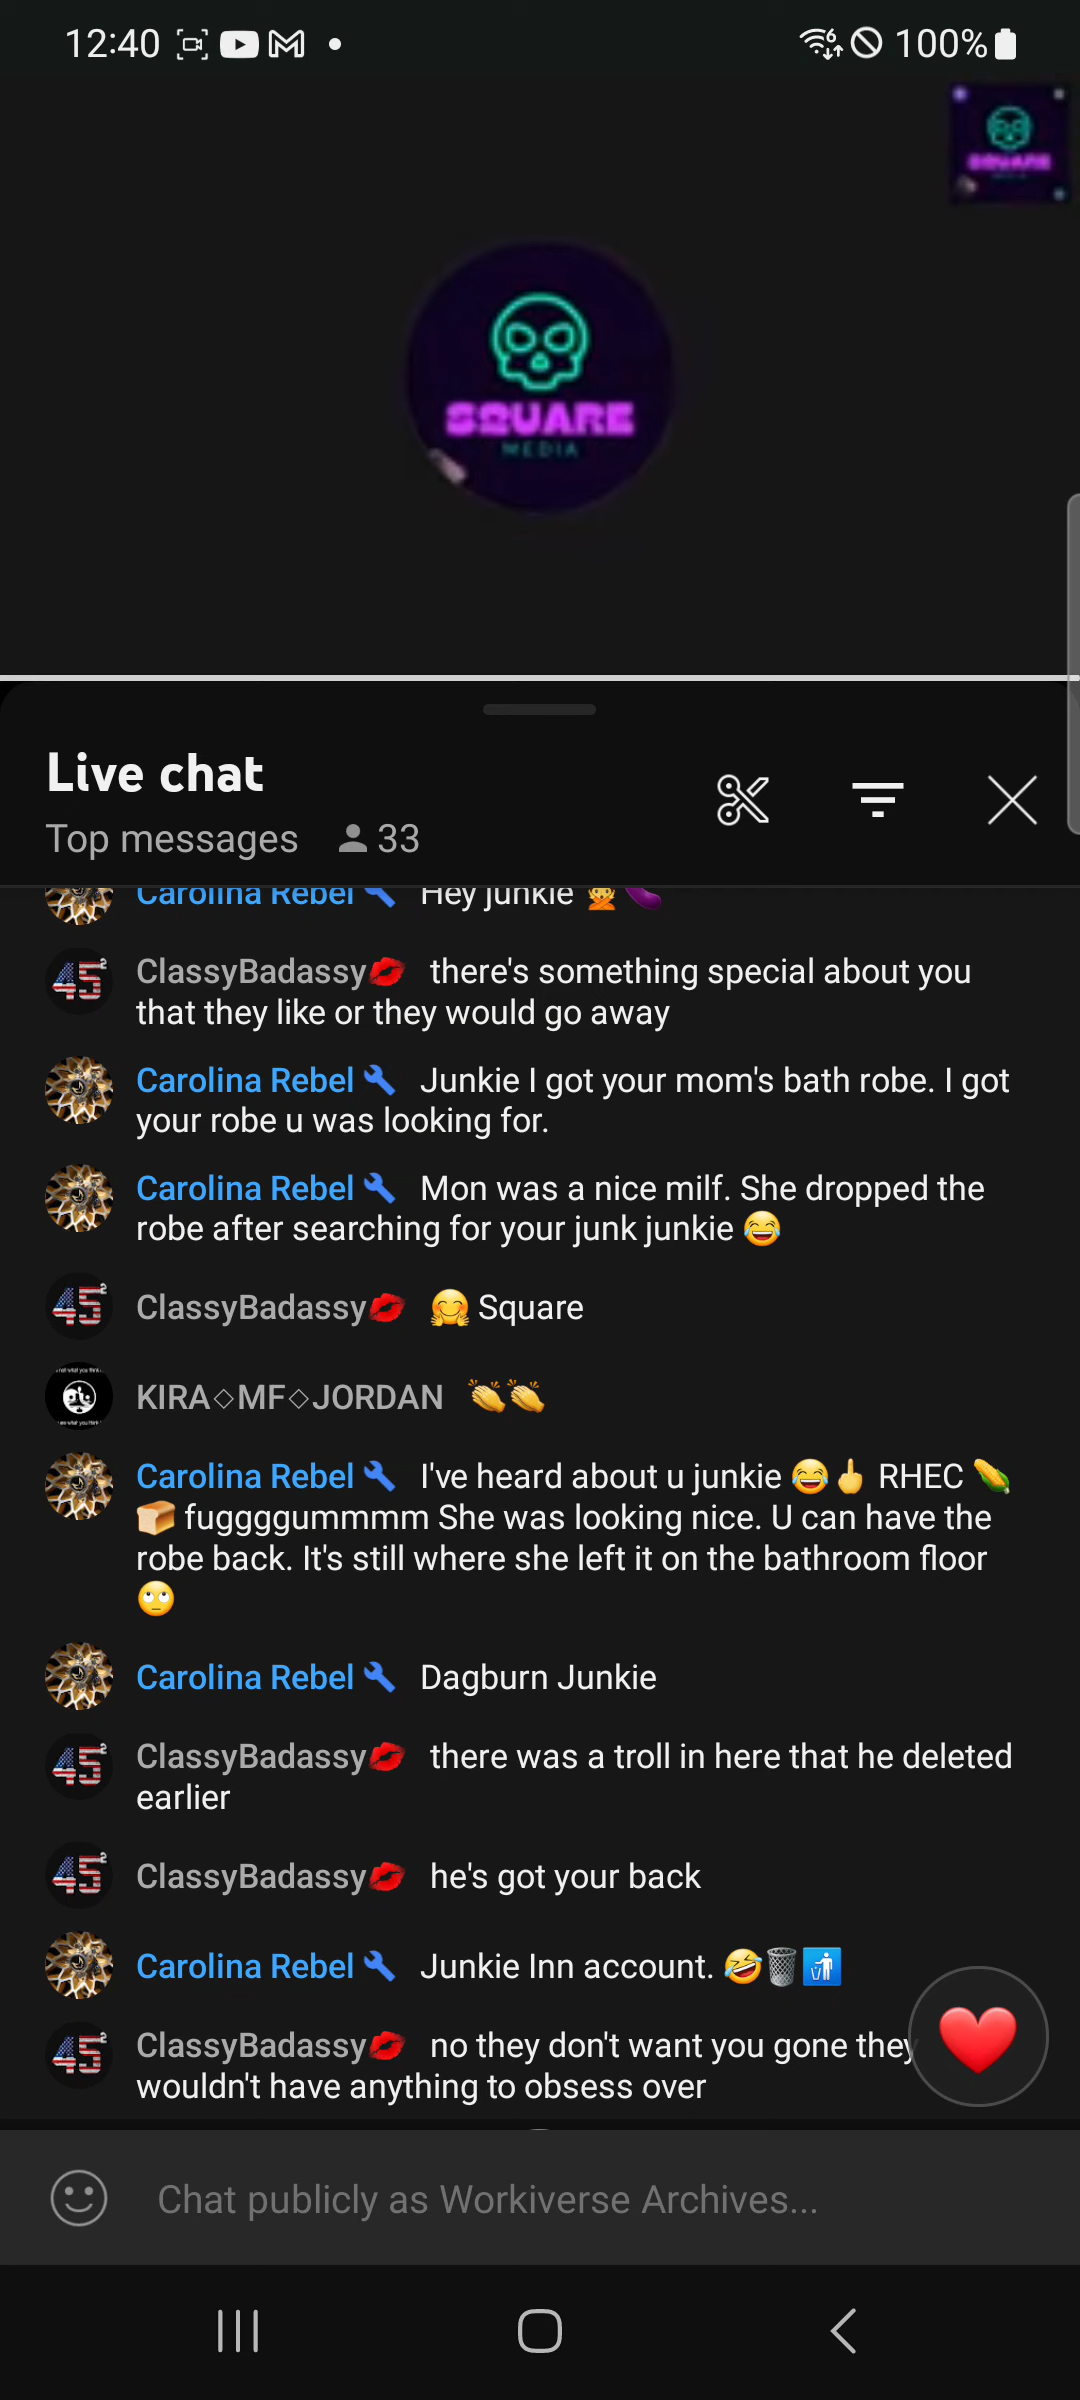 12:40
100%
SQUARE
SQUARE
MEDIA
Live chat
Top messages 33
Carolina Rebel Hey junkie 🙅🍆
ClassyBadassy💋 there's something special about you
that they like or they would go away
Carolina Rebel Junkie I got your mom's bath robe. I got
your robe u was looking for.
Carolina Rebel Mon was a nice milf. She dropped the
robe after searching for your junk junkie 😂
ClassyBadassy💋 🤗 Square
KIRA◇MF◇JORDAN 👏👏
Carolina Rebel I've heard about u junkie 😂🖕 RHEC 🌽
🍞 fuggggummmm She was looking nice. U can have the
robe back. It's still where she left it on the bathroom floor
🙄
Carolina Rebel Dagburn Junkie
ClassyBadassy💋 there was a troll in here that he deleted
earlier
ClassyBadassy💋 he's got your back
Carolina Rebel Junkie Inn account. 🤣🗑🚮
ClassyBadassy💋 no they don't want you gone they
wouldn't have anything to obsess over
Chat publicly as Workiverse Archives...